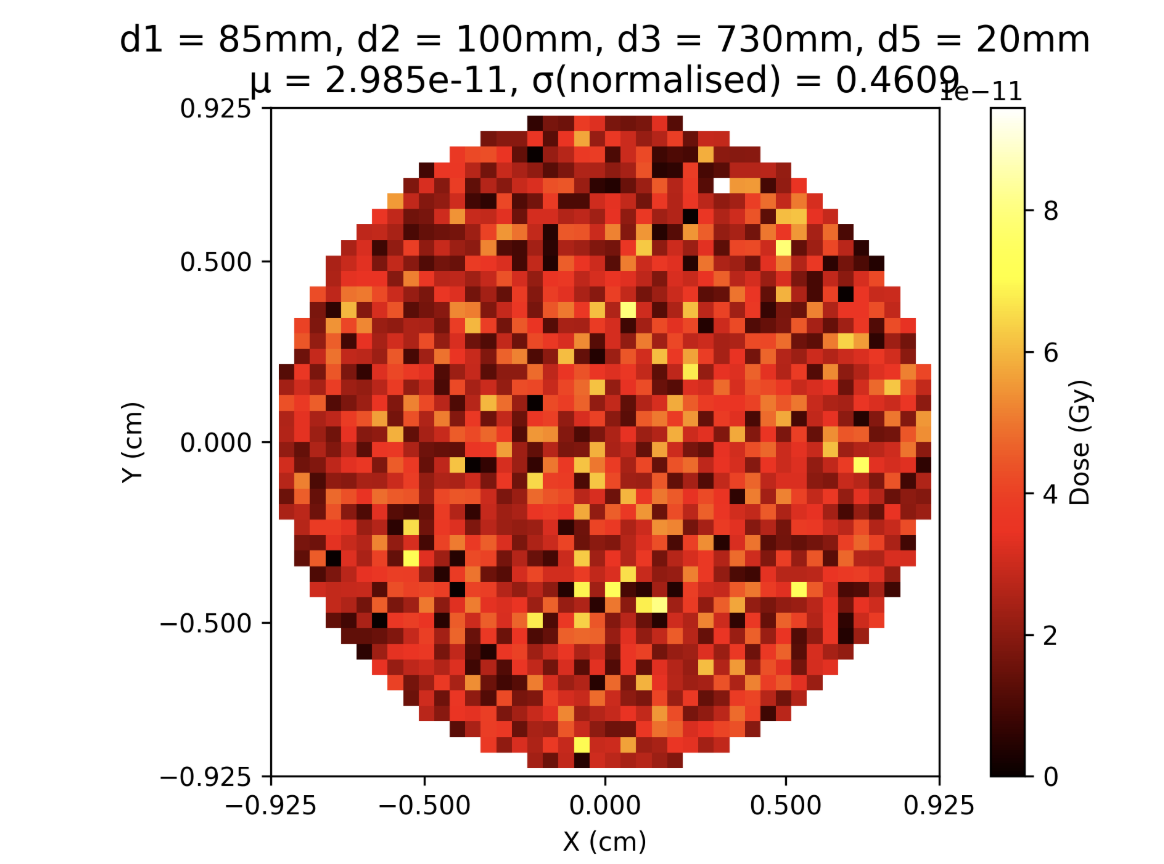 d1 = 85mm, d2 = 100mm, d3 = 730mm, d5 = 20mm
μ = 2.985e-11, σ(normalised) = 0.4609
1e−11
0.925
0.500
0.000
−0.500
−0.925
Y (cm)
−0.925
−0.500
0.000
0.500
0.925
X (cm)
8
6
4
2
0
Dose (Gy)